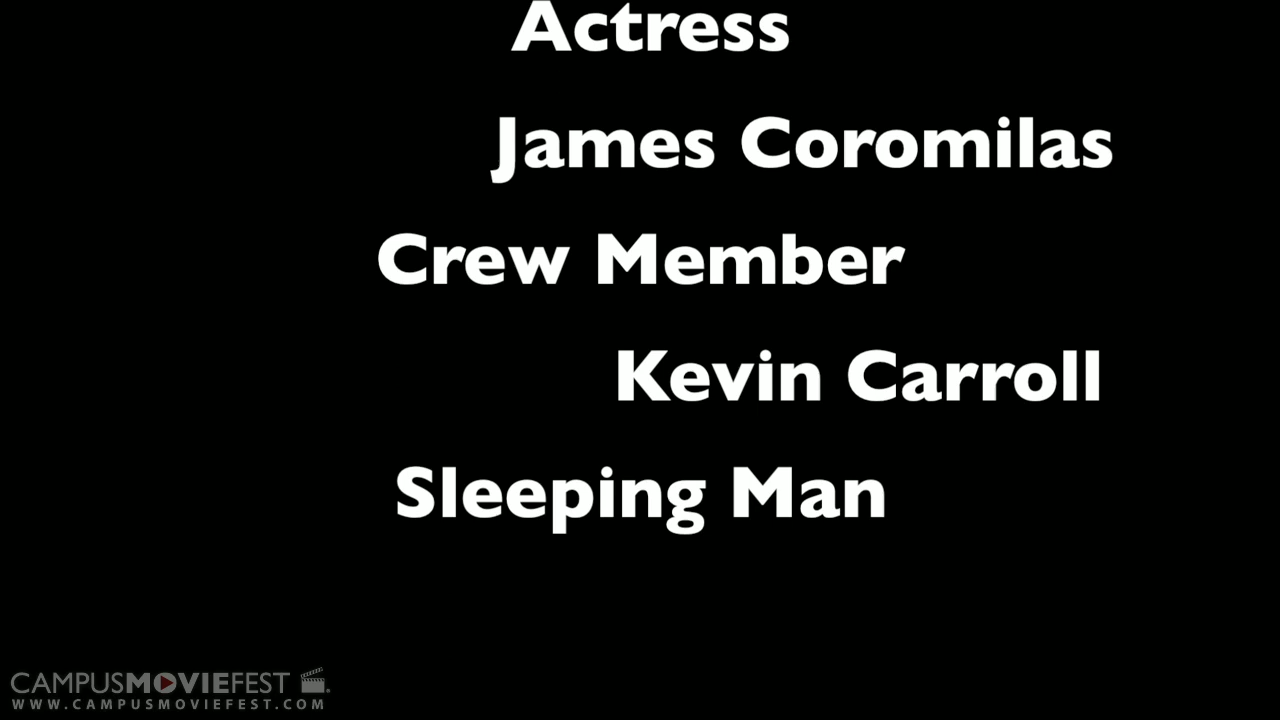 Actress
James Coromilas
Crew Member
Kevin Carroll
Sleeping Man
CAMPUSMOVIEFEST
WWW.CAMPUSMOVIEFEST.COM